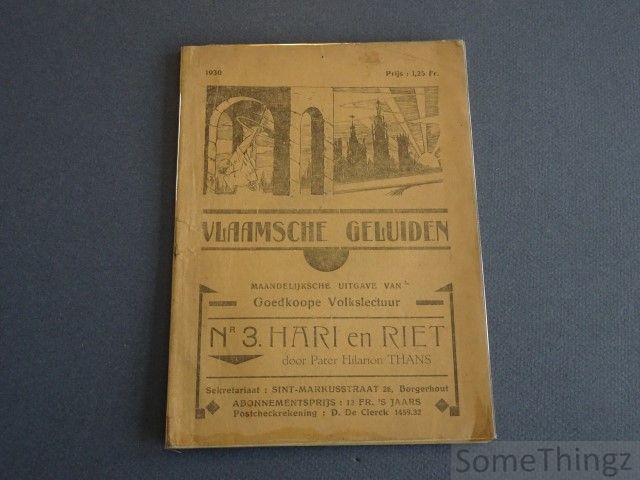 1930 Prijs : 1,25 Fr.
VLAAMSCHE GELUIDEN
MAANDELIJKSCHE UITGAVE VAN
Goedkoope Volkslectuur
Nr 3. HARI en RIET
door Pater Hilarion THANS
Sekretariaat : SINT-MARKUSSTRAAT 28, Borgerhout
ABONNEMENTSPRIJS : 12 FR. 'S JAARS
Postcheckrekening : D. De Clerck 1459.32
SomeThingz